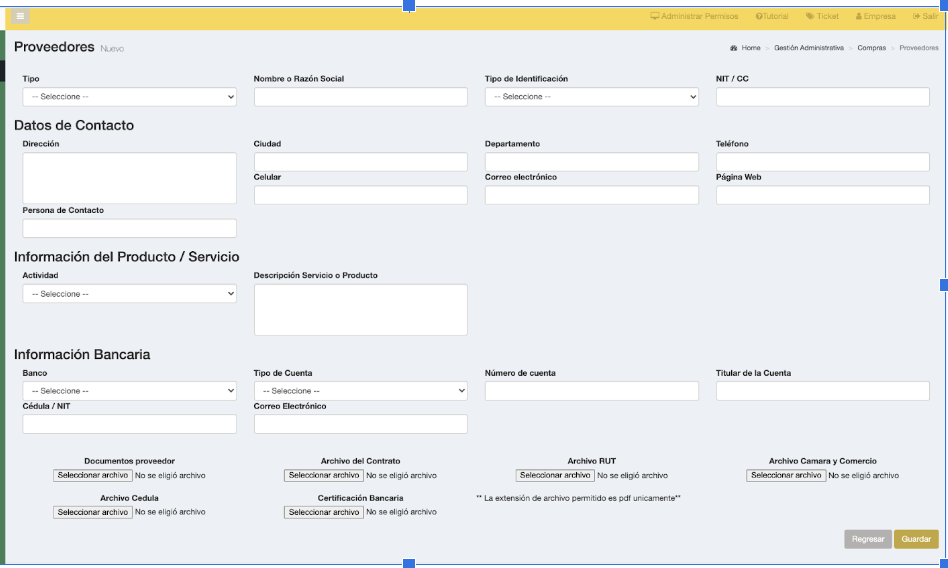 Administrar Permisos Tutorial Ticket Empresa Salir
Proveedores Nuevo
Home > Gestión Administrativa > Compras > Proveedores
Tipo Nombre o Razón Social Tipo de Identificación NIT / CC
-- Seleccione -- -- Seleccione --
Datos de Contacto
Dirección Ciudad Departamento Teléfono
Celular Correo electrónico Página Web
Persona de Contacto
Información del Producto / Servicio
Actividad Descripción Servicio o Producto
-- Seleccione --
Información Bancaria
Banco Tipo de Cuenta Número de cuenta Titular de la Cuenta
-- Seleccione -- -- Seleccione --
Cédula / NIT Correo Electrónico
Documentos proveedor Archivo del Contrato Archivo RUT Archivo Camara y Comercio
Seleccionar archivo No se eligió archivo Seleccionar archivo No se eligió archivo Seleccionar archivo No se eligió archivo Seleccionar archivo No se eligió archivo
Archivo Cedula Certificación Bancaria ** La extensión de archivo permitido es pdf unicamente**
Seleccionar archivo No se eligió archivo Seleccionar archivo No se eligió archivo
Regresar Guardar